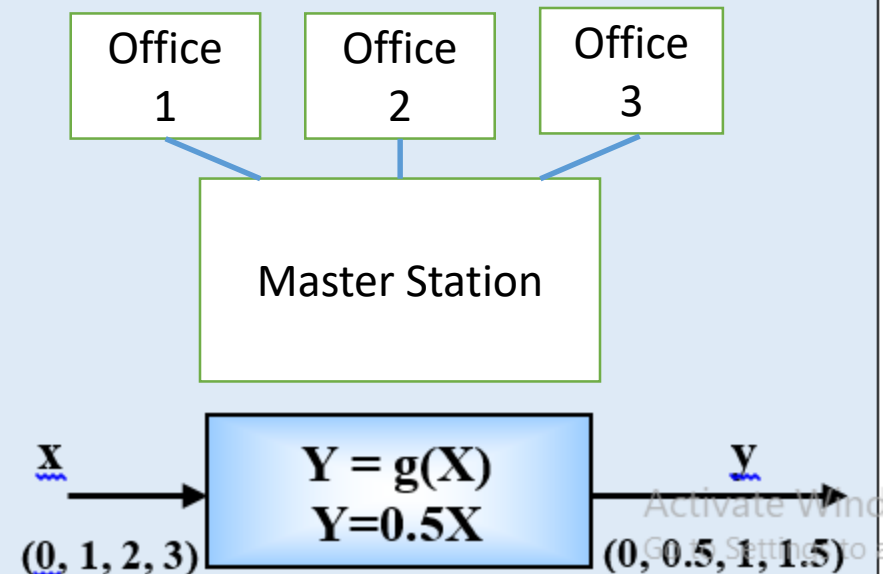 Office
1
Office
2
Office
3
Master Station
x
Y = g(X)
Y=0.5X
y
(0, 1, 2, 3)
(0, 0.5, 1, 1.5)
Activate Wind
Go to Settings to